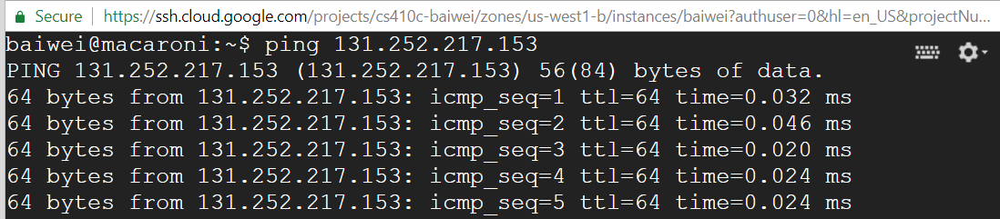 Secure https://ssh.cloud.google.com/projects/cs410c-baiwei/zones/us-west1-b/instances/baiwei?authuser=0&hl=en_US&projectNu...
baiwei@macaroni:~$ ping 131.252.217.153
PING 131.252.217.153 (131.252.217.153) 56(84) bytes of data.
64 bytes from 131.252.217.153: icmp_seq=1 ttl=64 time=0.032 ms
64 bytes from 131.252.217.153: icmp_seq=2 ttl=64 time=0.046 ms
64 bytes from 131.252.217.153: icmp_seq=3 ttl=64 time=0.020 ms
64 bytes from 131.252.217.153: icmp_seq=4 ttl=64 time=0.024 ms
64 bytes from 131.252.217.153: icmp_seq=5 ttl=64 time=0.024 ms